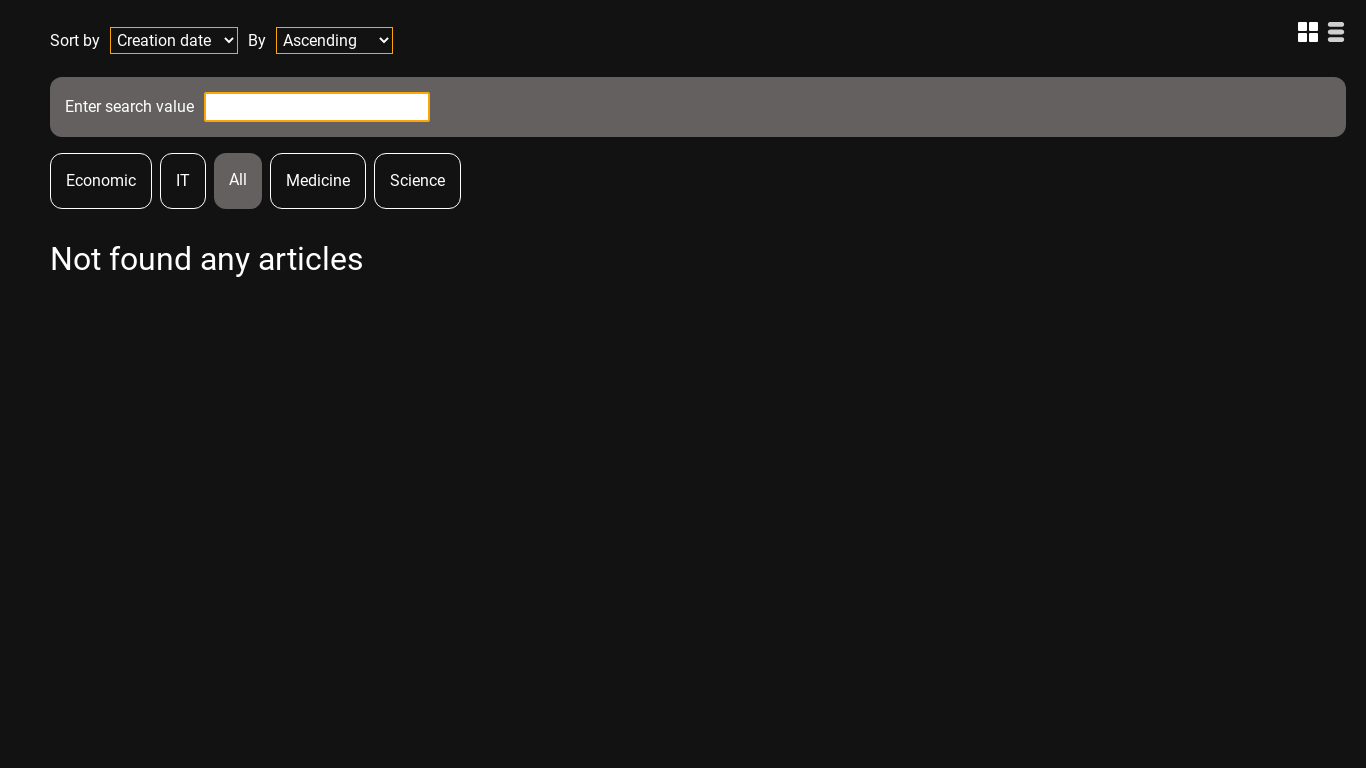 Sort by Creation date By Ascending
Enter search value
Economic IT All Medicine Science
Not found any articles